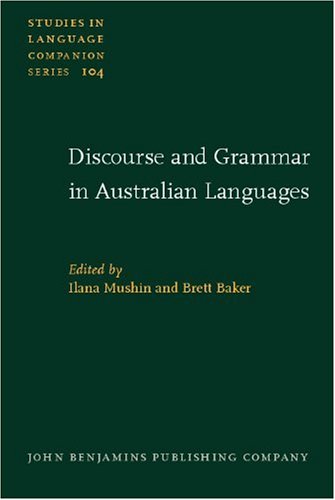 STUDIES IN
LANGUAGE
COMPANION
SERIES 104
Discourse and Grammar
in Australian Languages
Edited by
Ilana Mushin and Brett Baker
JOHN BENJAMINS PUBLISHING COMPANY